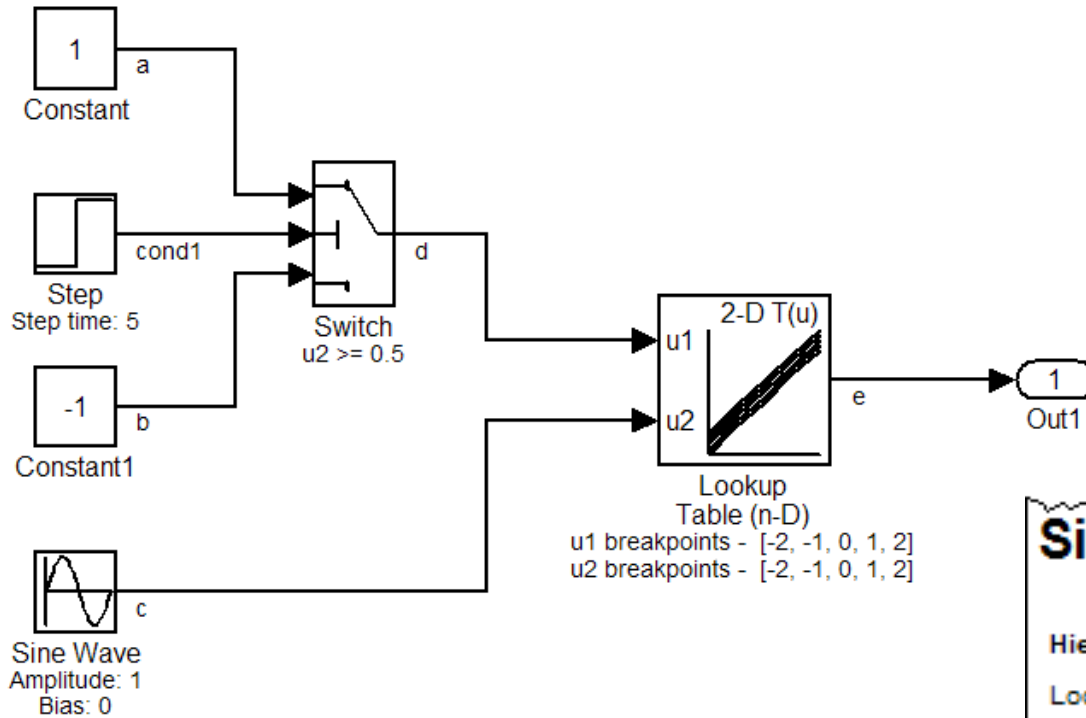 1
a
Constant
cond1
Step
Step time: 5
d
Switch
u2 >= 0.5
-1
b
Constant1
c
Sine Wave
Amplitude: 1
Bias: 0
2-D T(u)
u1
u2
e
Lookup
Table (n-D)
u1 breakpoints - [-2, -1, 0, 1, 2]
u2 breakpoints - [-2, -1, 0, 1, 2]
1
Out1